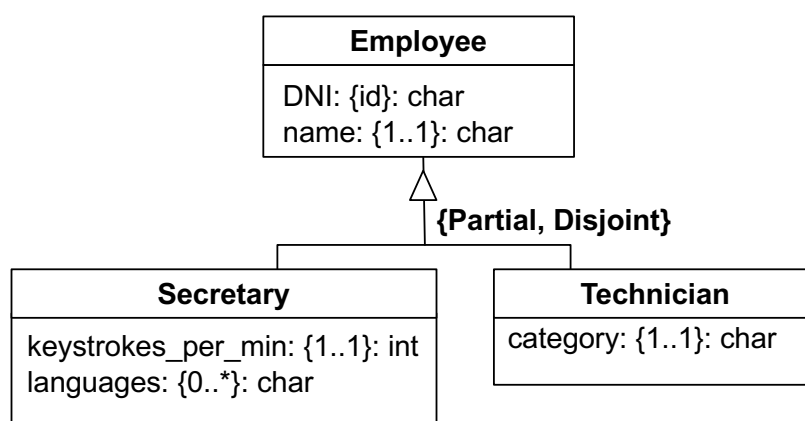 Employee
DNI: {id}: char
name: {1..1}: char
{Partial, Disjoint}
Secretary
keystrokes_per_min: {1..1}: int
languages: {0..*}: char
Technician
category: {1..1}: char